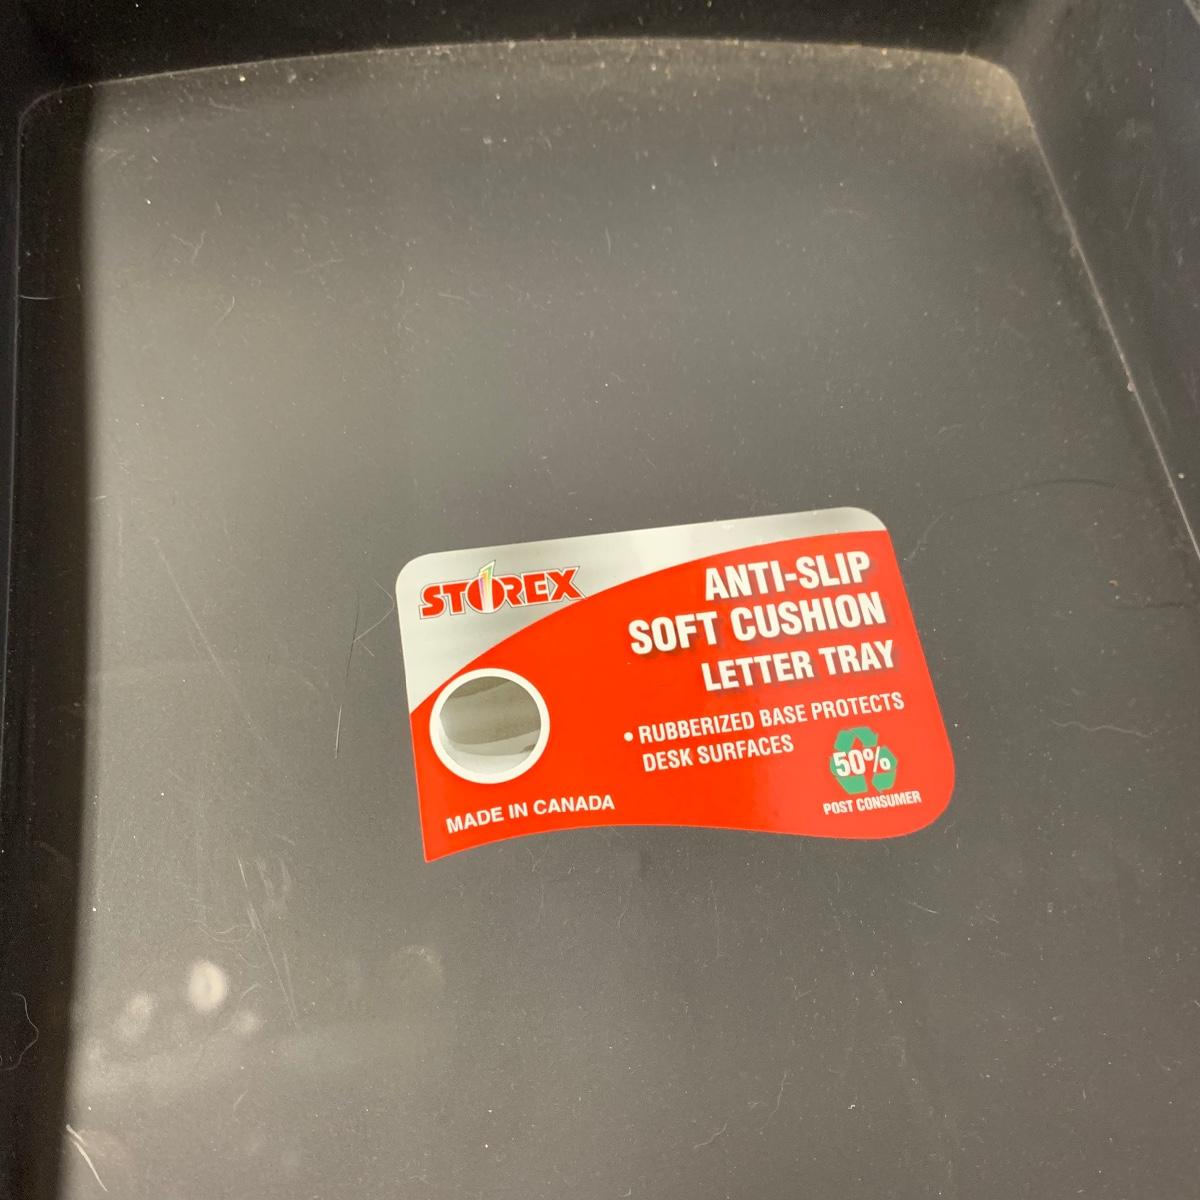 STOREX
ANTI-SLIP
SOFT CUSHION
LETTER TRAY
• RUBBERIZED BASE PROTECTS
DESK SURFACES
50%
POST CONSUMER
MADE IN CANADA